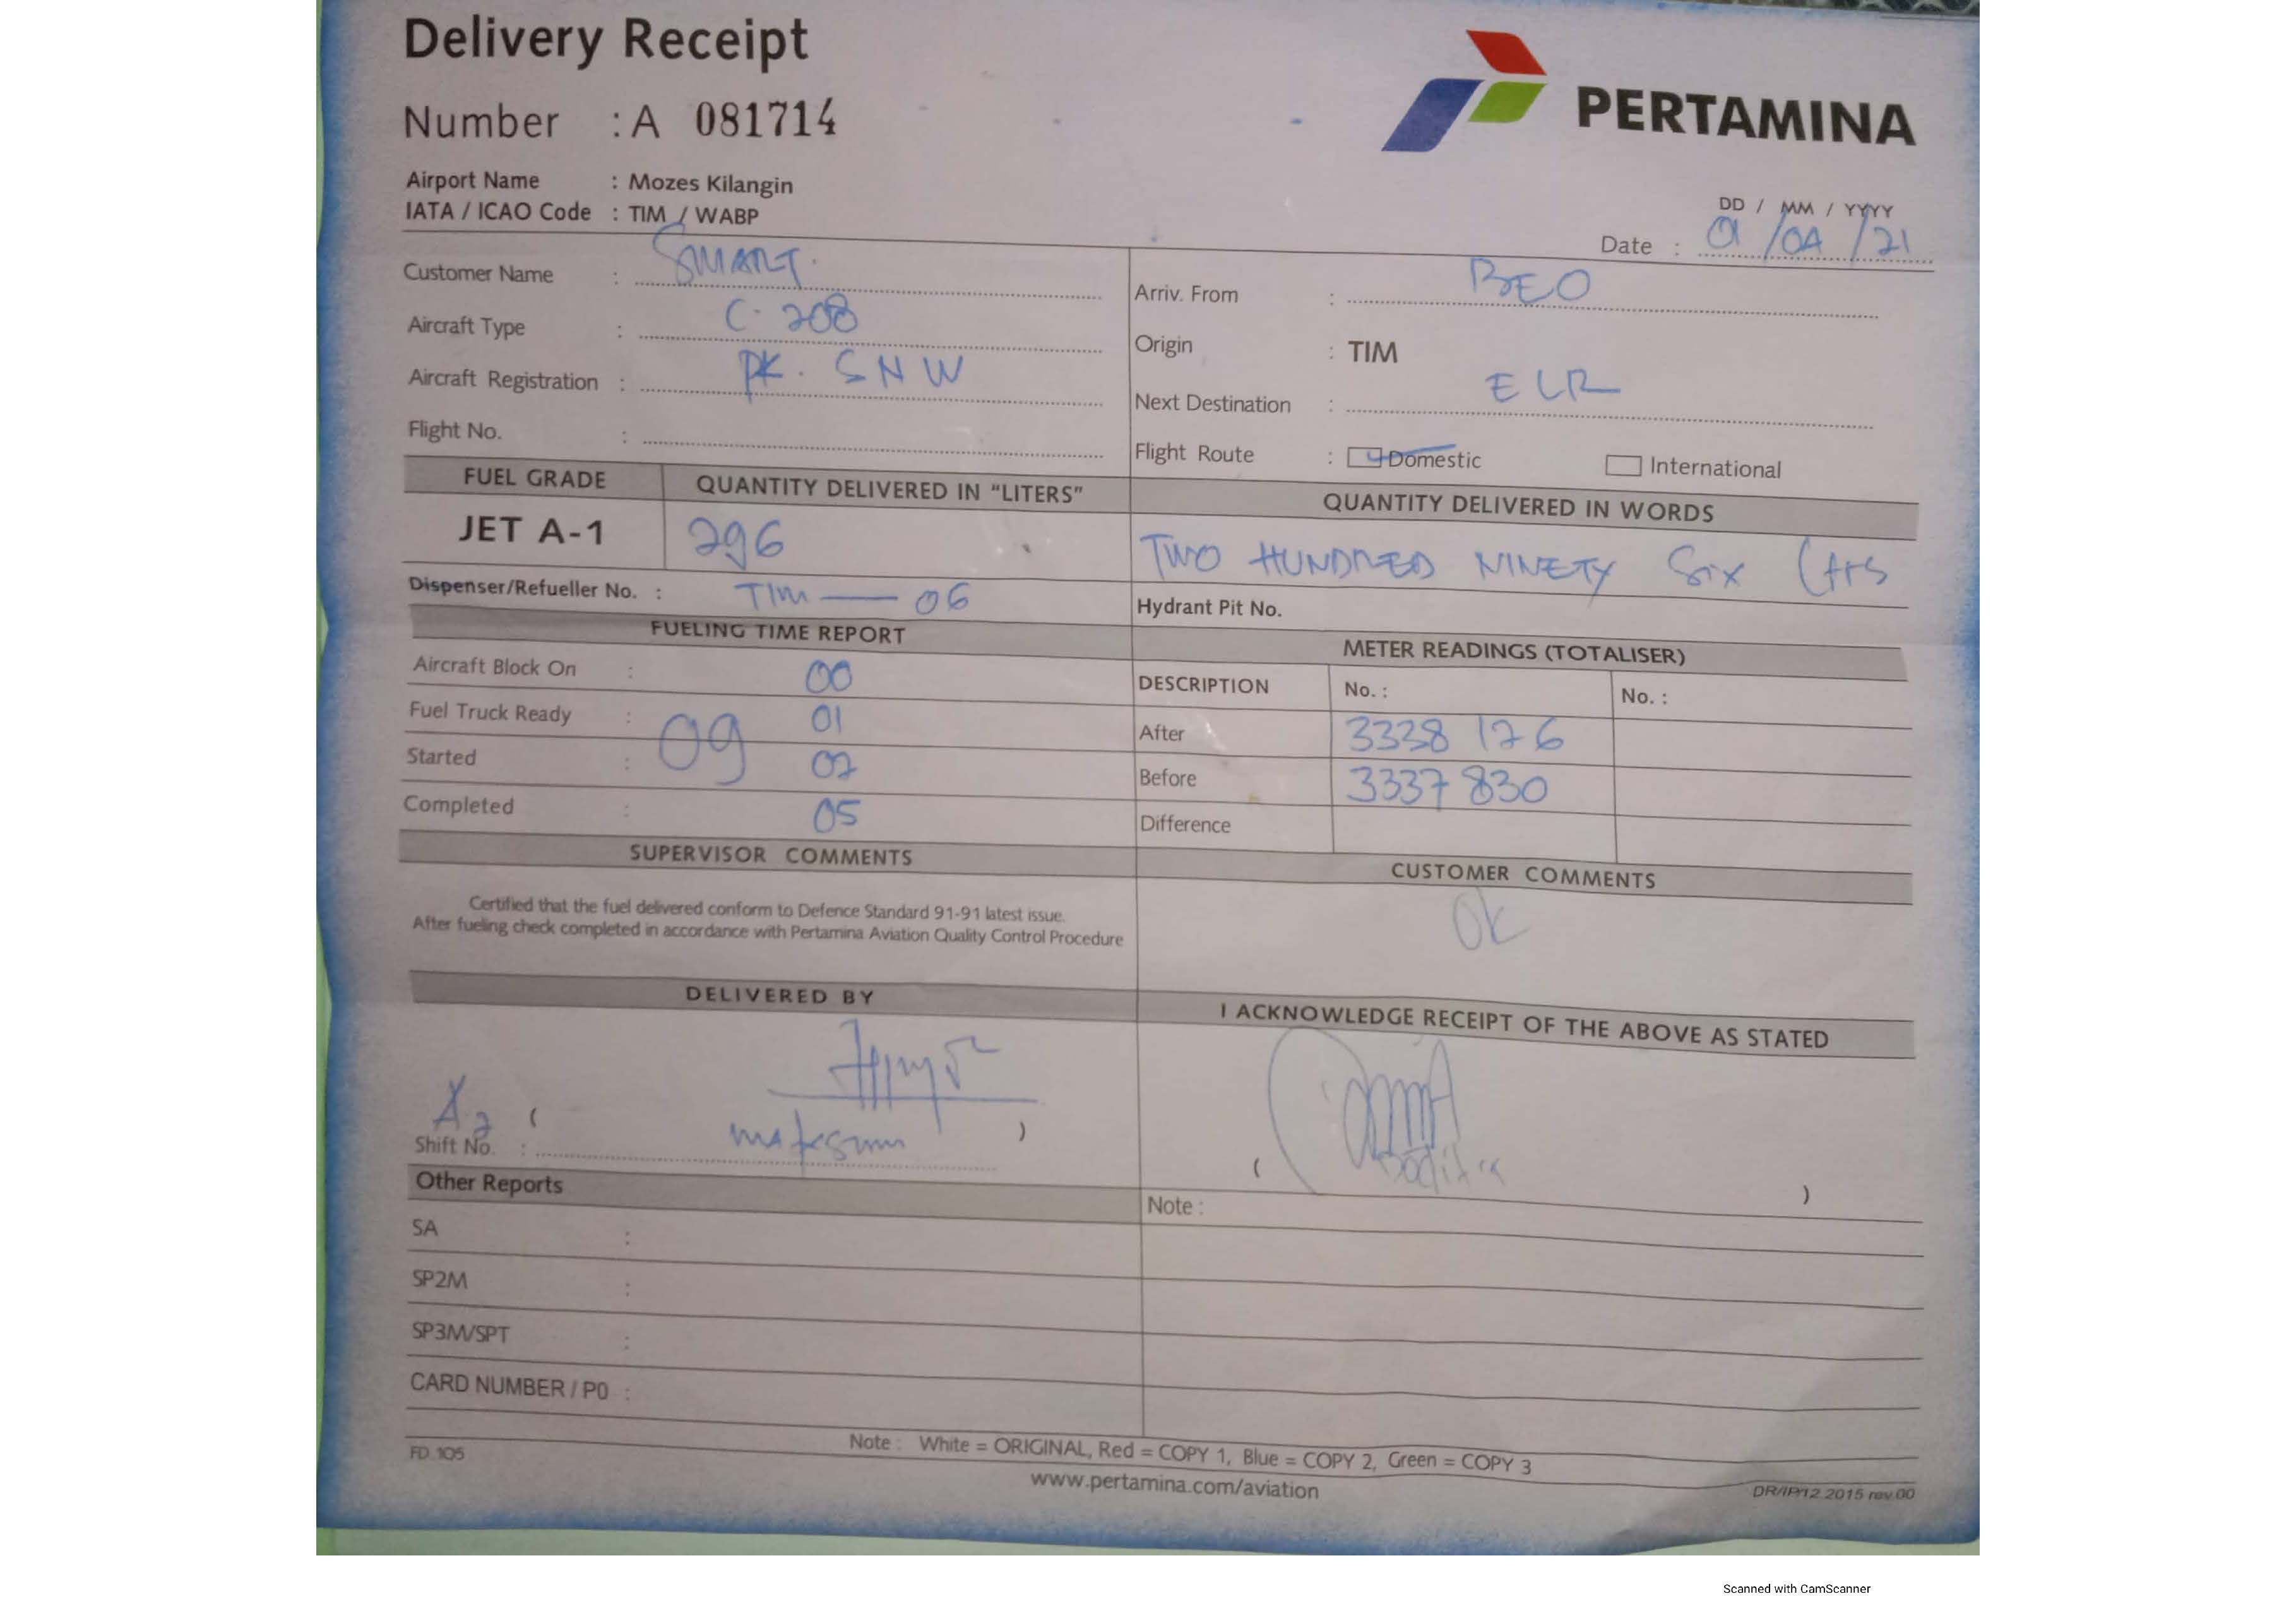 Delivery Receipt
PERTAMINA
Number : A 081714
Airport Name : Mozes Kilangin
IATA / ICAO Code : TIM / WABP
DD / MM / YYYY
Date : 01 / 04 / 21
Customer Name : SMART.
Arriv. From : BEO
Aircraft Type : C-208
Origin : TIM
Aircraft Registration : PK. SNW
Next Destination : ELR
Flight No. :
Flight Route : Domestic International
FUEL GRADE QUANTITY DELIVERED IN "LITERS" QUANTITY DELIVERED IN WORDS
JET A-1 296 TWO HUNDRED NINETY SIX Ltrs
Dispenser/Refueller No. : TIM — 06
Hydrant Pit No.
FUELING TIME REPORT METER READINGS (TOTALISER)
Aircraft Block On : 00
DESCRIPTION No. : No. :
Fuel Truck Ready : 09 01
After 3338 126
Started : 02
Before 3337 830
Completed : 05
Difference
SUPERVISOR COMMENTS CUSTOMER COMMENTS
Certified that the fuel delivered conform to Defence Standard 91-91 latest issue.
After fueling check completed in accordance with Pertamina Aviation Quality Control Procedure
OK
DELIVERED BY I ACKNOWLEDGE RECEIPT OF THE ABOVE AS STATED
( )
Shift No. : A2
( )
Other Reports Note :
SA :
SP2M :
SP3M/SPT :
CARD NUMBER / PO :
Note : White = ORIGINAL, Red = COPY 1, Blue = COPY 2, Green = COPY 3
FD 105
www.pertamina.com/aviation
DR/IP/12.2015 rev.00
Scanned with CamScanner